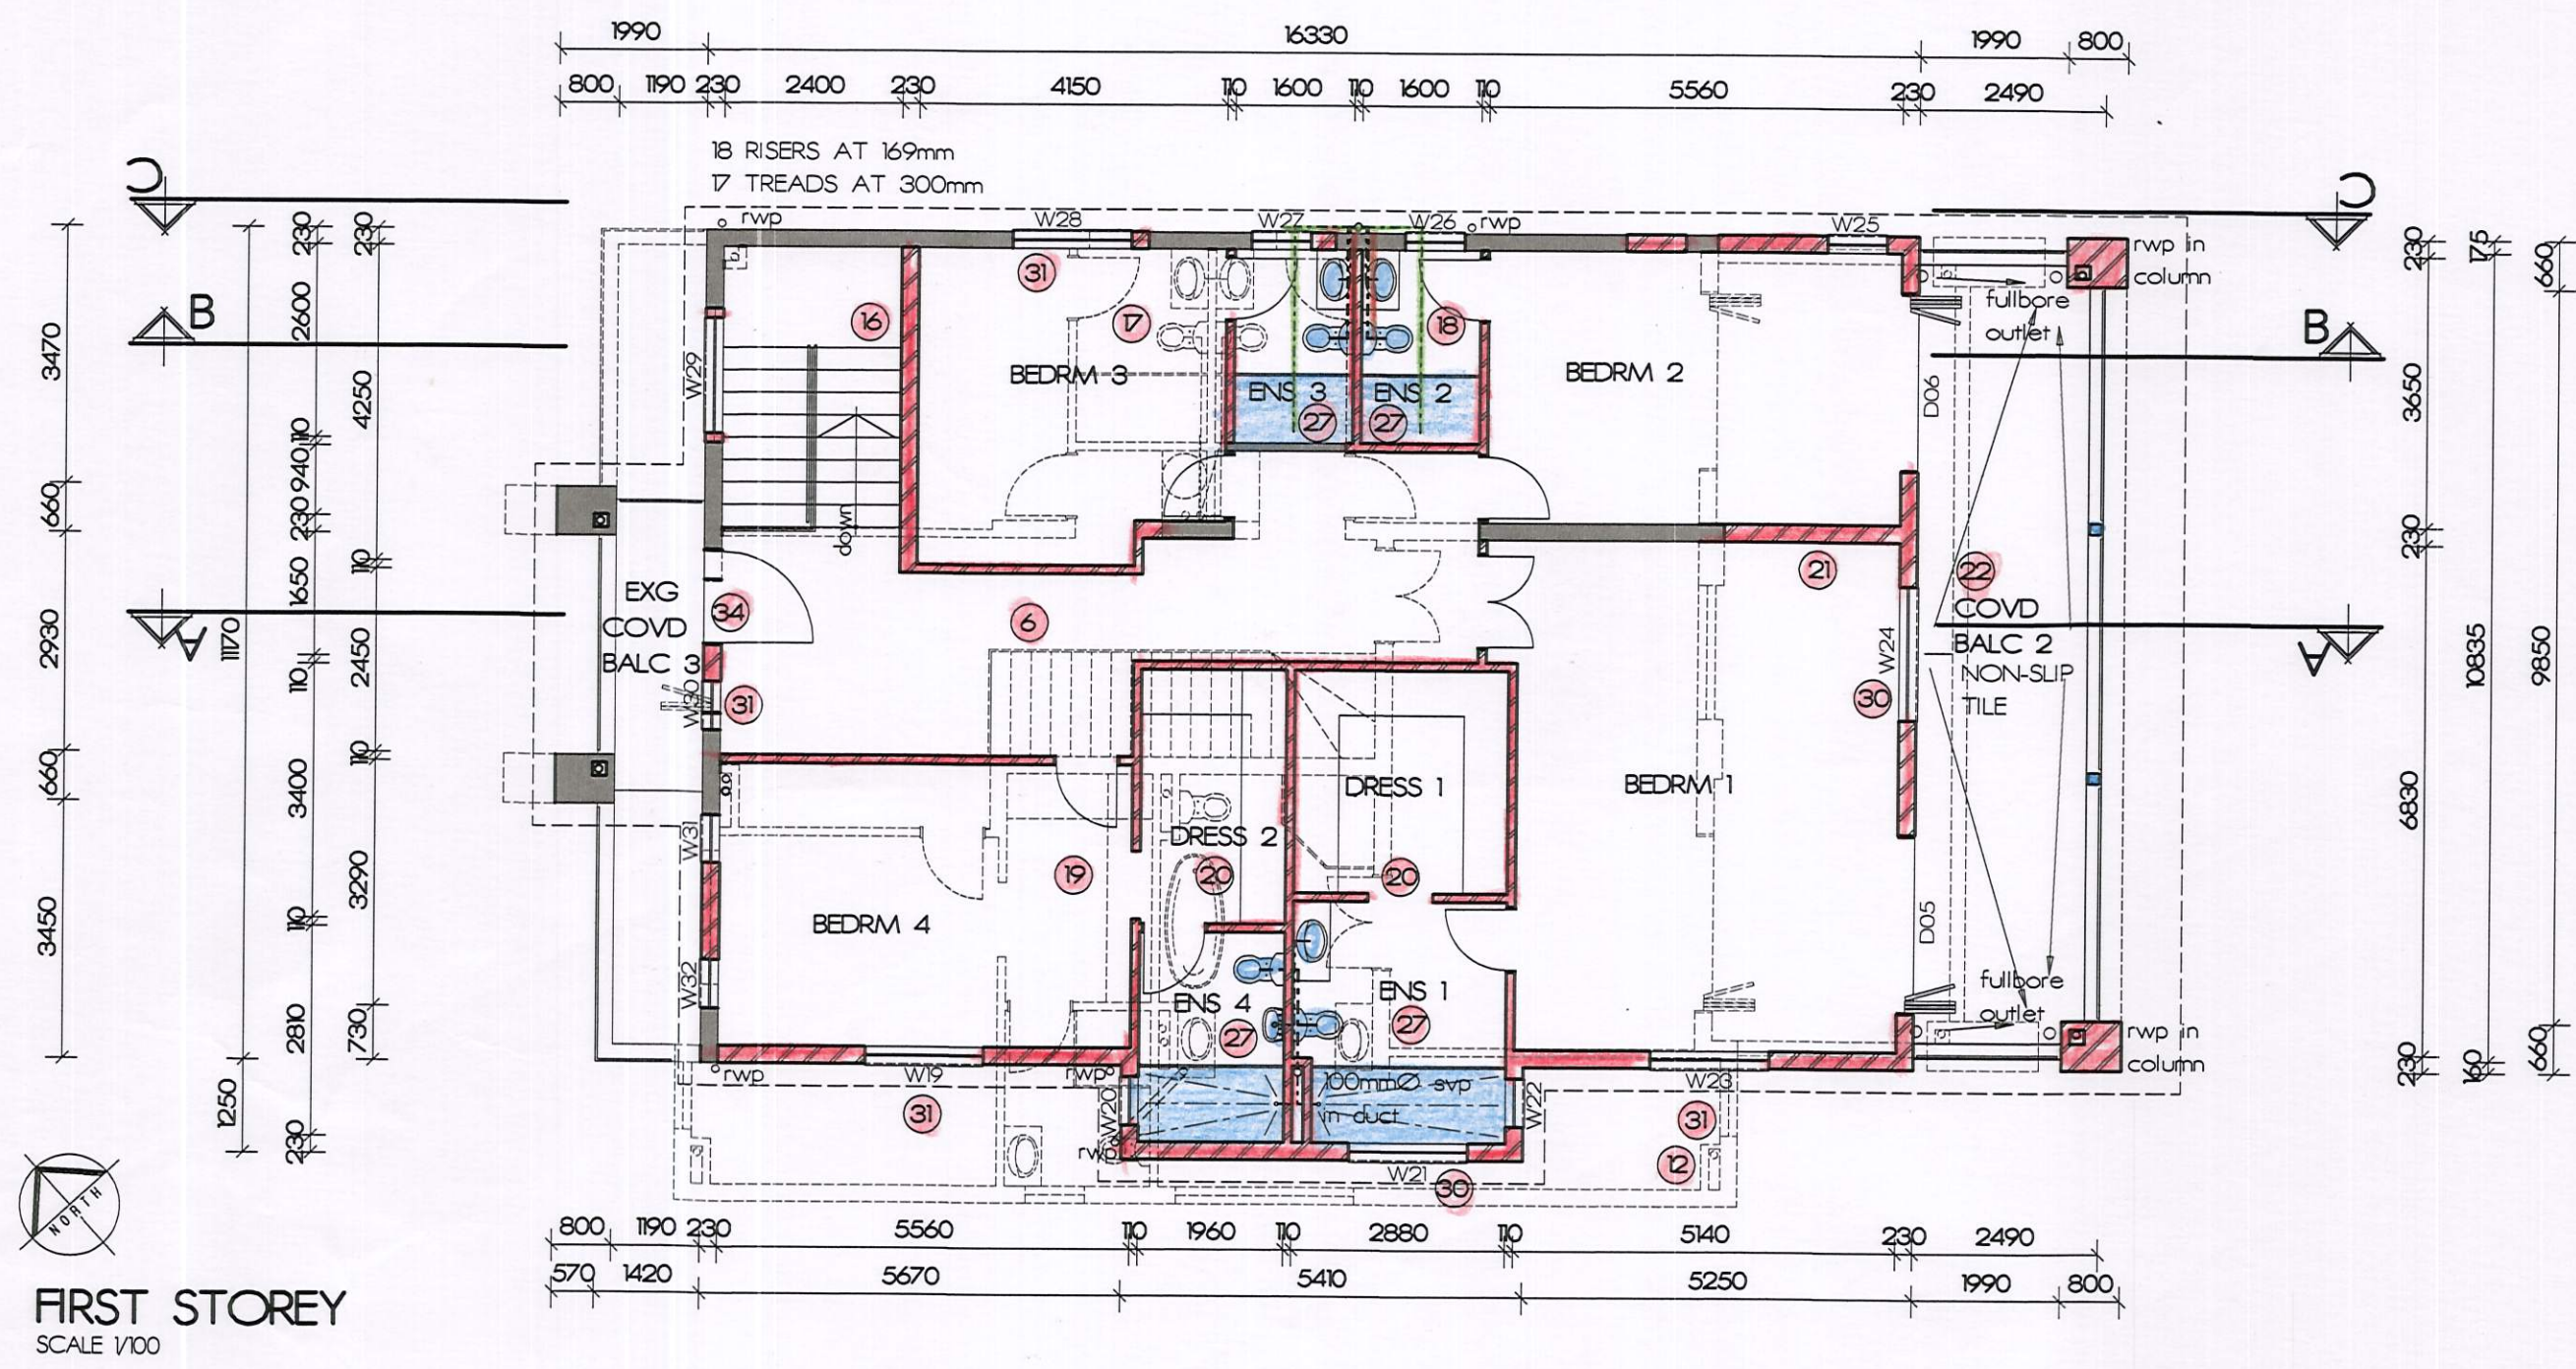 1990 16330 1990 800
800 1190 230 2400 230 4150 110 1600 110 1600 110 5560 230 2490
18 RISERS AT 169mm
17 TREADS AT 300mm
C C
rwp W28 W27 W26 rwp W25 rwp in
column
31 fullbore
outlet
B B
16 17 18
W29
BEDRM 3 BEDRM 2
ENS 3 ENS 2 D06
27 27
down
EXG
COVD
BALC 3
34 6 21 22
COVD
BALC 2
NON-SLIP
TILE
A A
W30 31 W24 30
DRESS 1 BEDRM 1
DRESS 2
W31
19 20 20
BEDRM 4 D05
W32
ENS 4 ENS 1
27 27
fullbore
outlet
rwp in
column
rwp W19 rwp W23
100mmØ svp
in duct
31 W20 W22 31
rwp W21 12
30
3470
660
2930
660
3450
11170
1250
230
2600
110
940
230
1650
110
3400
110
2810
230
230
4250
110
2450
110
3290
730
230
3650
230
6830
230
175
10835
160
660
9850
660
NORTH
800 1190 230 5560 110 1960 110 2880 110 5140 230 2490
570 1420 5670 5410 5250 1990 800
FIRST STOREY
SCALE 1/100